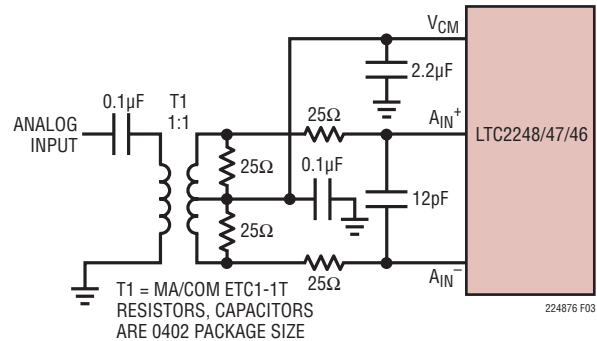 V_CM
2.2µF
0.1µF
T1
1:1
25Ω
A_IN⁺
LTC2248/47/46
ANALOG
INPUT
25Ω
0.1µF
12pF
25Ω
25Ω
A_IN⁻
T1 = MA/COM ETC1-1T
RESISTORS, CAPACITORS
ARE 0402 PACKAGE SIZE
224876 F03